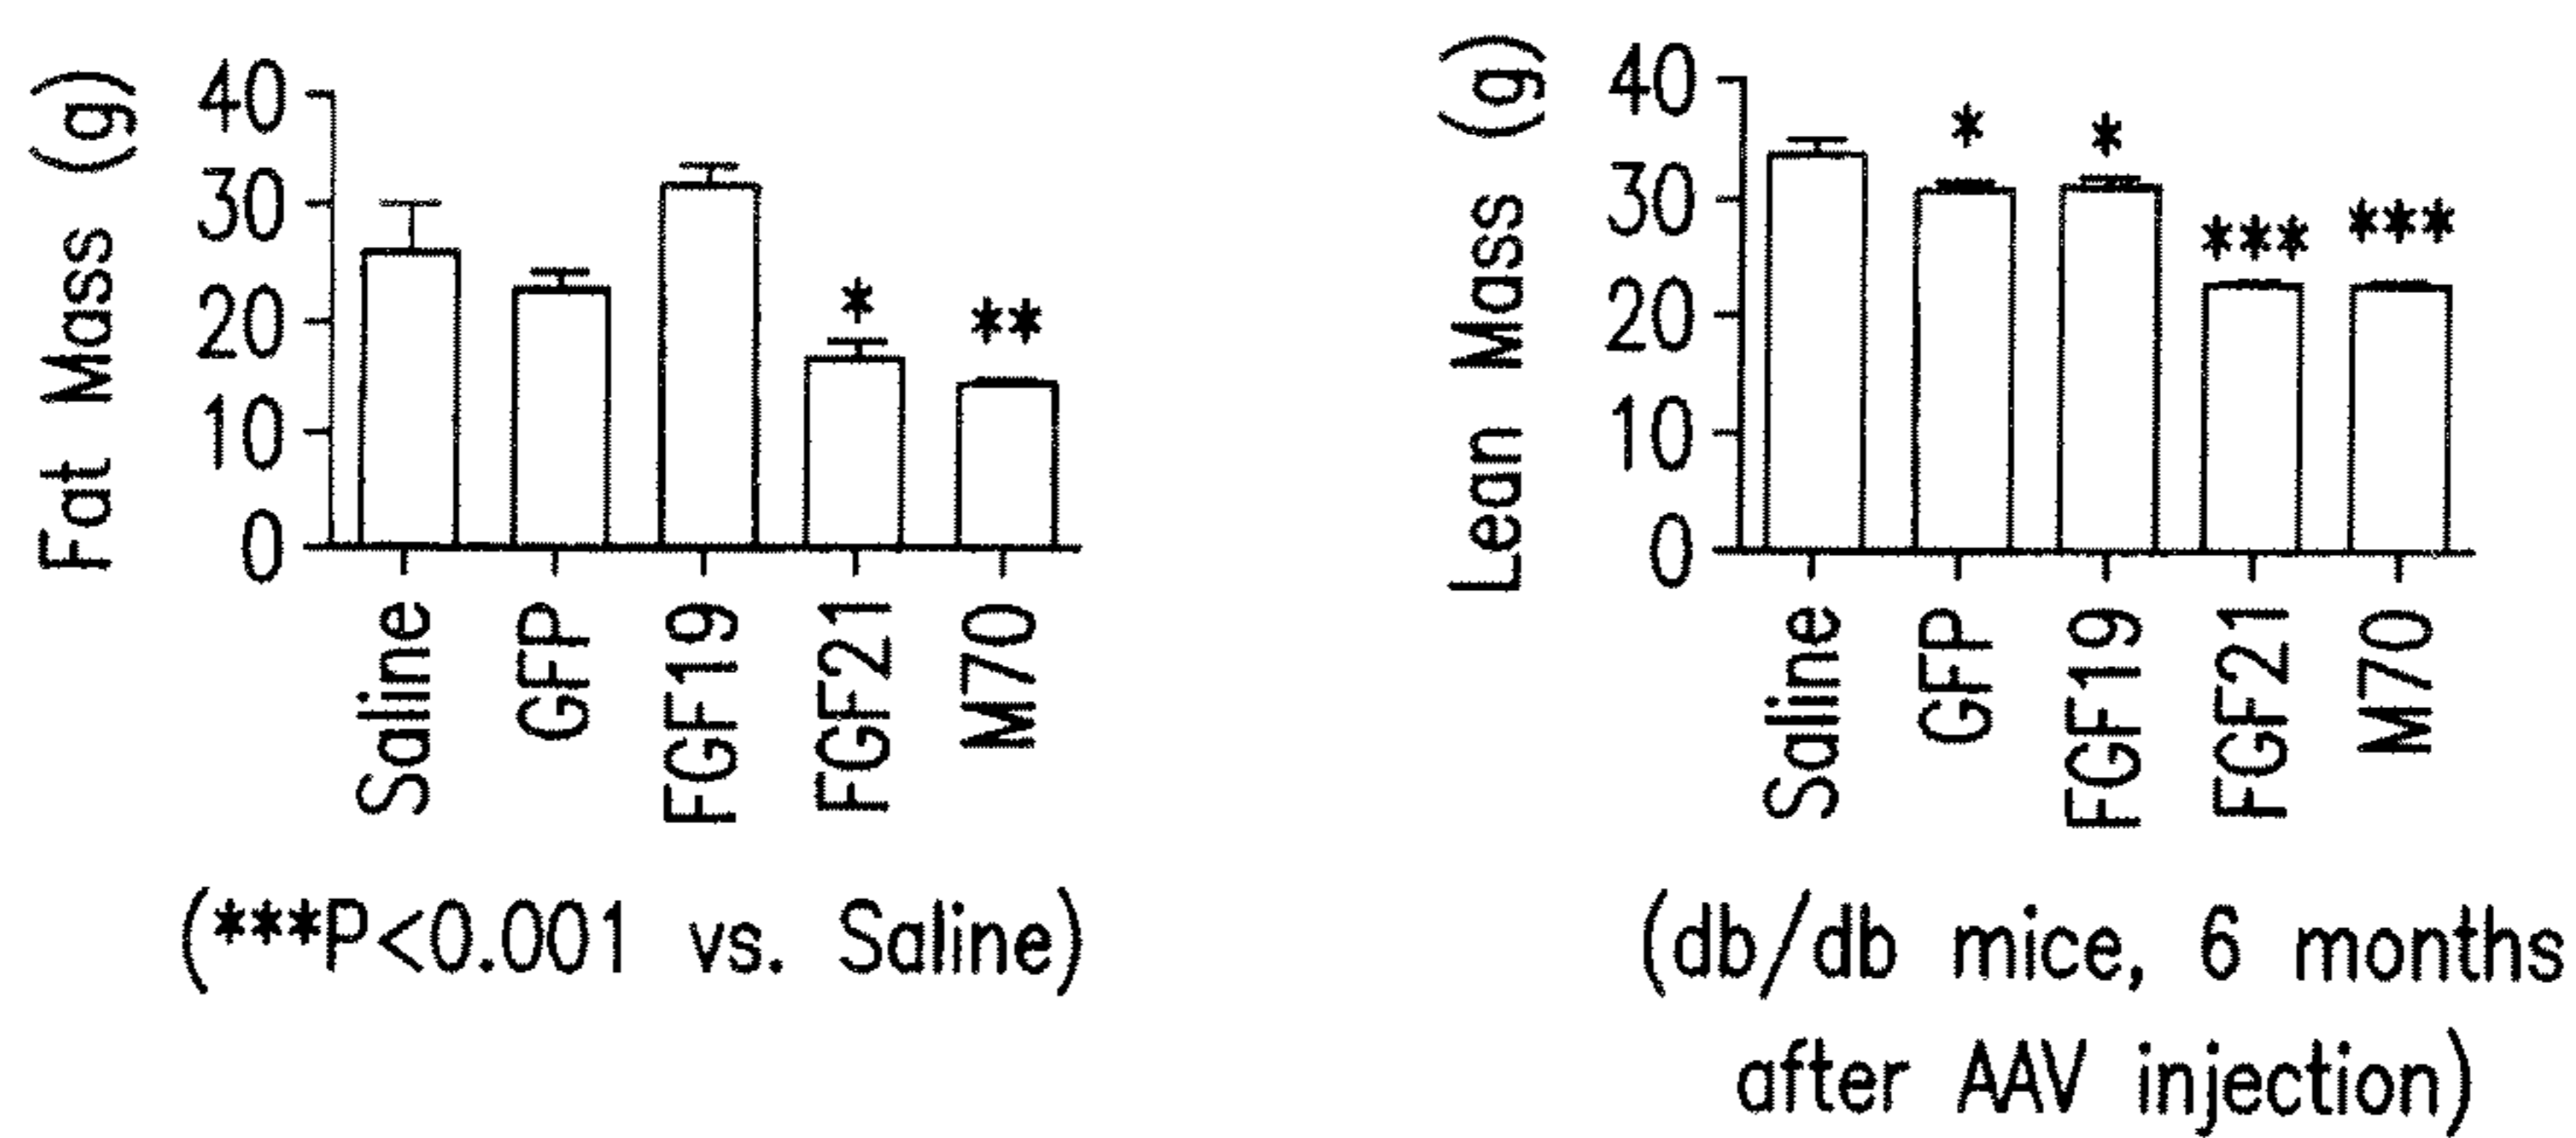 Fat Mass (g)
40
30
20
10
0
*
**
Saline
GFP
FGF19
FGF21
M70
(***P<0.001 vs. Saline)
Lean Mass (g)
40
30
20
10
0
*
*
***
***
Saline
GFP
FGF19
FGF21
M70
(db/db mice, 6 months
after AAV injection)